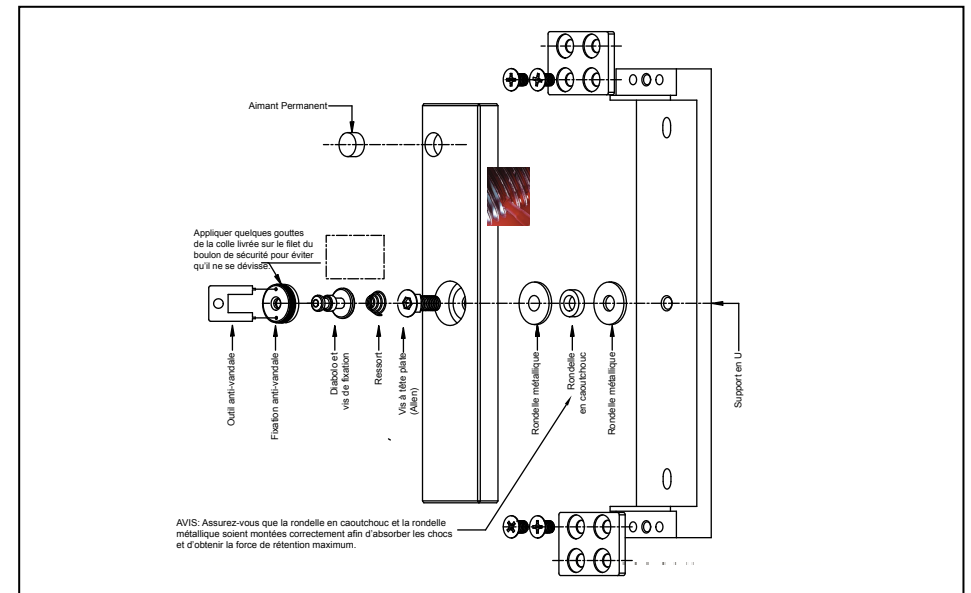 Aimant Permanent
Appliquer quelques gouttes
de la colle livrée sur le filet du
boulon de sécurité pour éviter
qu'il ne se dévisse.
Outil anti-vandale
Fixation anti-vandale
Diabolo et
vis de fixation
Ressort
Vis à tête plate
(Allen)
Rondelle métallique
Rondelle
en caoutchouc
Rondelle métallique
Support en U
AVIS: Assurez-vous que la rondelle en caoutchouc et la rondelle
métallique soient montées correctement afin d'absorber les chocs
et d'obtenir la force de rétention maximum.